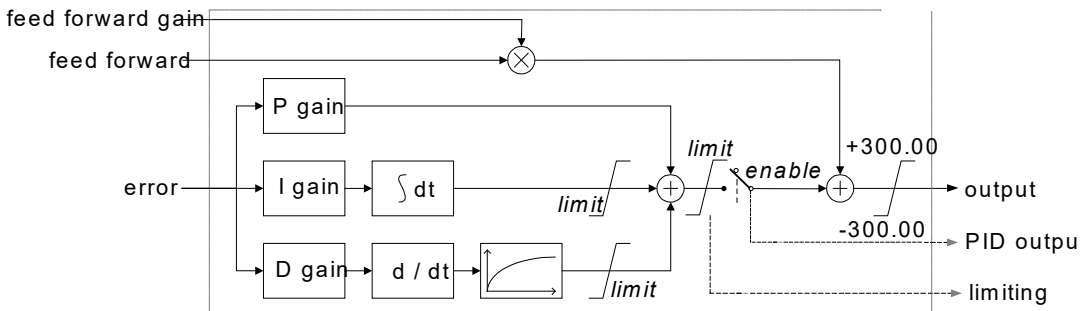 feed forward gain
feed forward
P gain
limit
enable
+300.00
error
I gain
∫ dt
limit
output
-300.00
PID outpu
D gain
d / dt
limit
limiting